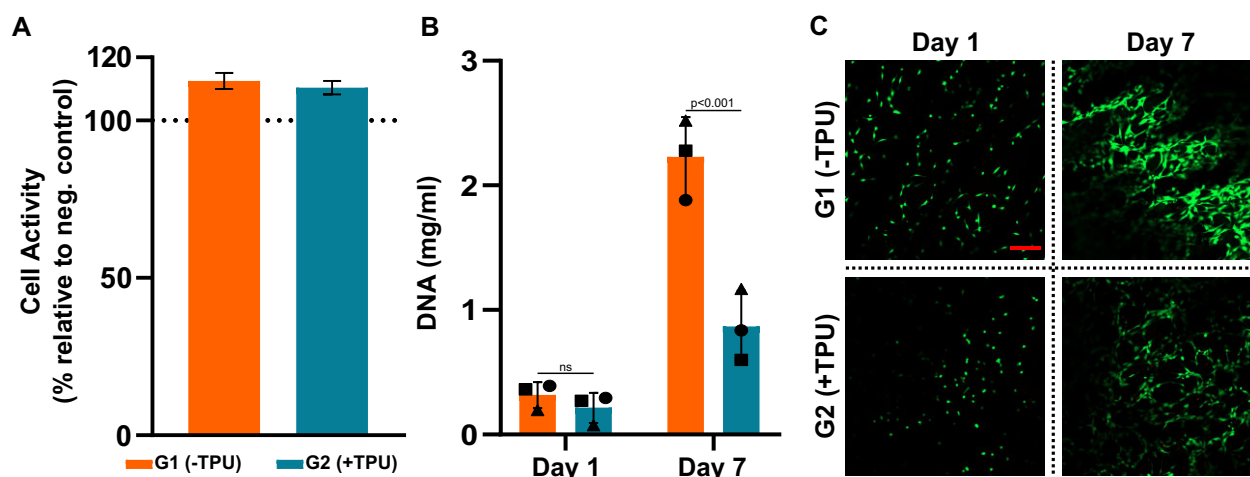 A
Cell Activity
(% relative to neg. control)
120
100
50
0
G1 (-TPU)
G2 (+TPU)
B
DNA (mg/ml)
3
2
1
0
ns
p<0.001
Day 1
Day 7
C
Day 1
Day 7
G1 (-TPU)
G2 (+TPU)